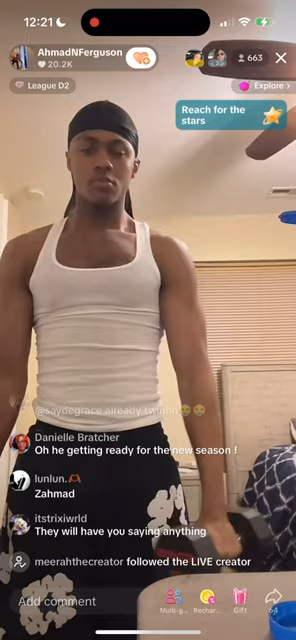 12:21
AhmadNFerguson
20.2K
663
League D2
Explore >
Reach for the
stars
@saydegrace already twinnn 😭😭
Danielle Bratcher
Oh he getting ready for the new season !
lunlun.🫶🏾
Zahmad
itstrixiwrld
They will have you saying anything
meerahthecreator followed the LIVE creator
Add comment
Multi-g...
Rechar...
Gift
64